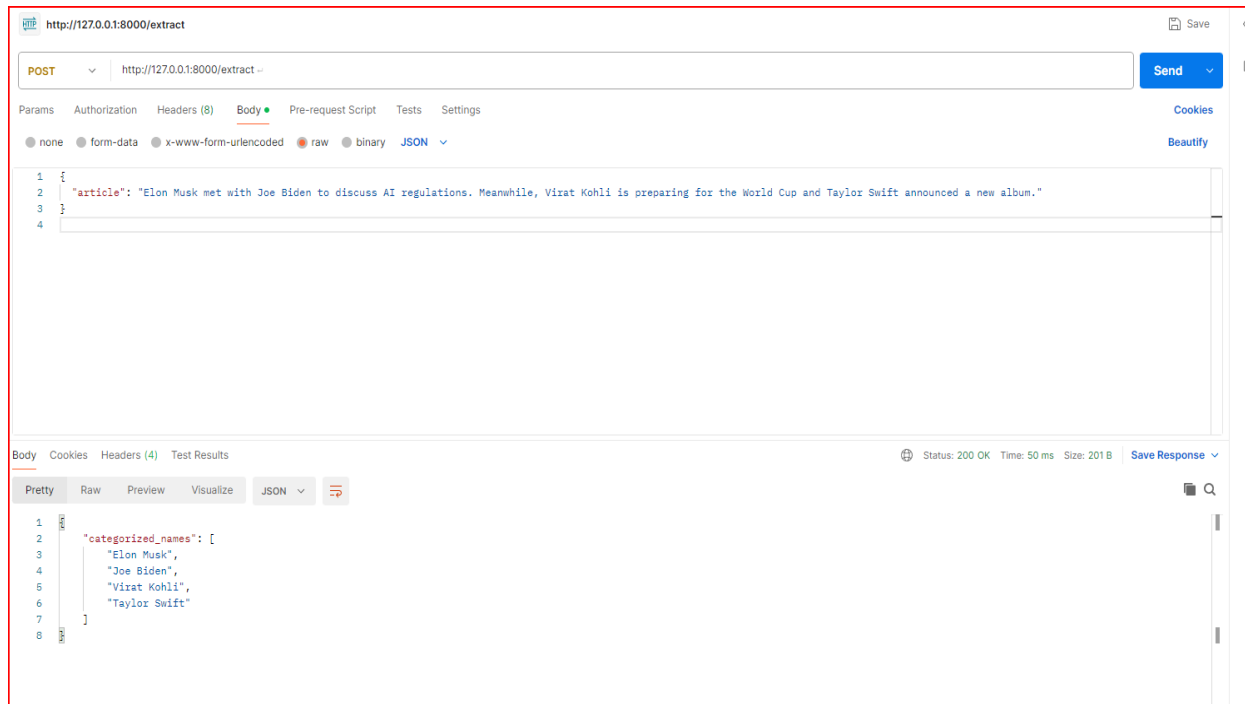 HTTP http://127.0.0.1:8000/extract Save
POST http://127.0.0.1:8000/extract Send
Params Authorization Headers (8) Body Pre-request Script Tests Settings Cookies
none form-data x-www-form-urlencoded raw binary JSON Beautify
1 {
2 "article": "Elon Musk met with Joe Biden to discuss AI regulations. Meanwhile, Virat Kohli is preparing for the World Cup and Taylor Swift announced a new album."
3 }
4
Body Cookies Headers (4) Test Results Status: 200 OK Time: 50 ms Size: 201 B Save Response
Pretty Raw Preview Visualize JSON
1 {
2 "categorized_names": [
3 "Elon Musk",
4 "Joe Biden",
5 "Virat Kohli",
6 "Taylor Swift"
7 ]
8 }